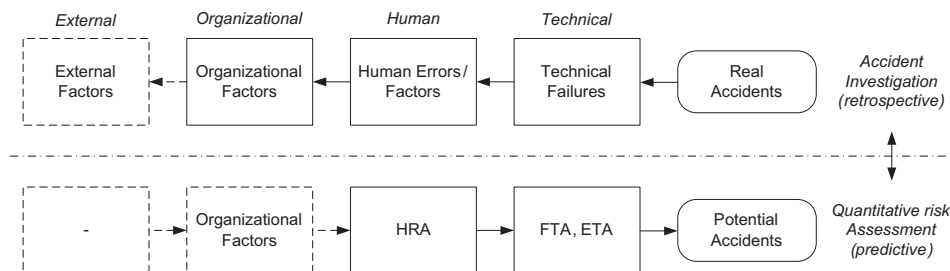 External
Organizational
Human
Technical
External
Factors
Organizational
Factors
Human Errors/
Factors
Technical
Failures
Real
Accidents
Accident
Investigation
(retrospective)
-
Organizational
Factors
HRA
FTA, ETA
Potential
Accidents
Quantitative risk
Assessment
(predictive)